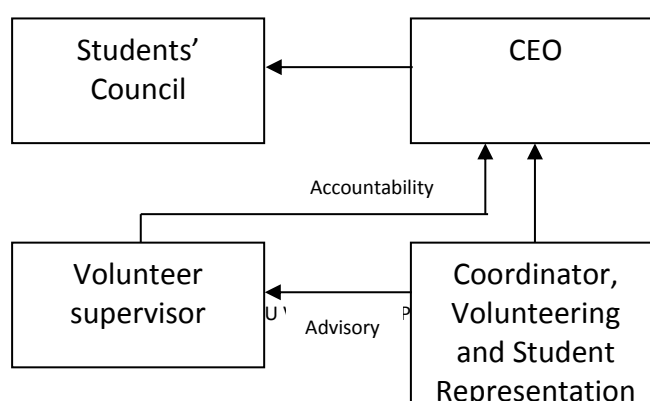 Students'
Council
CEO
Accountability
Volunteer
supervisor
Advisory
Coordinator,
Volunteering
and Student
Representation